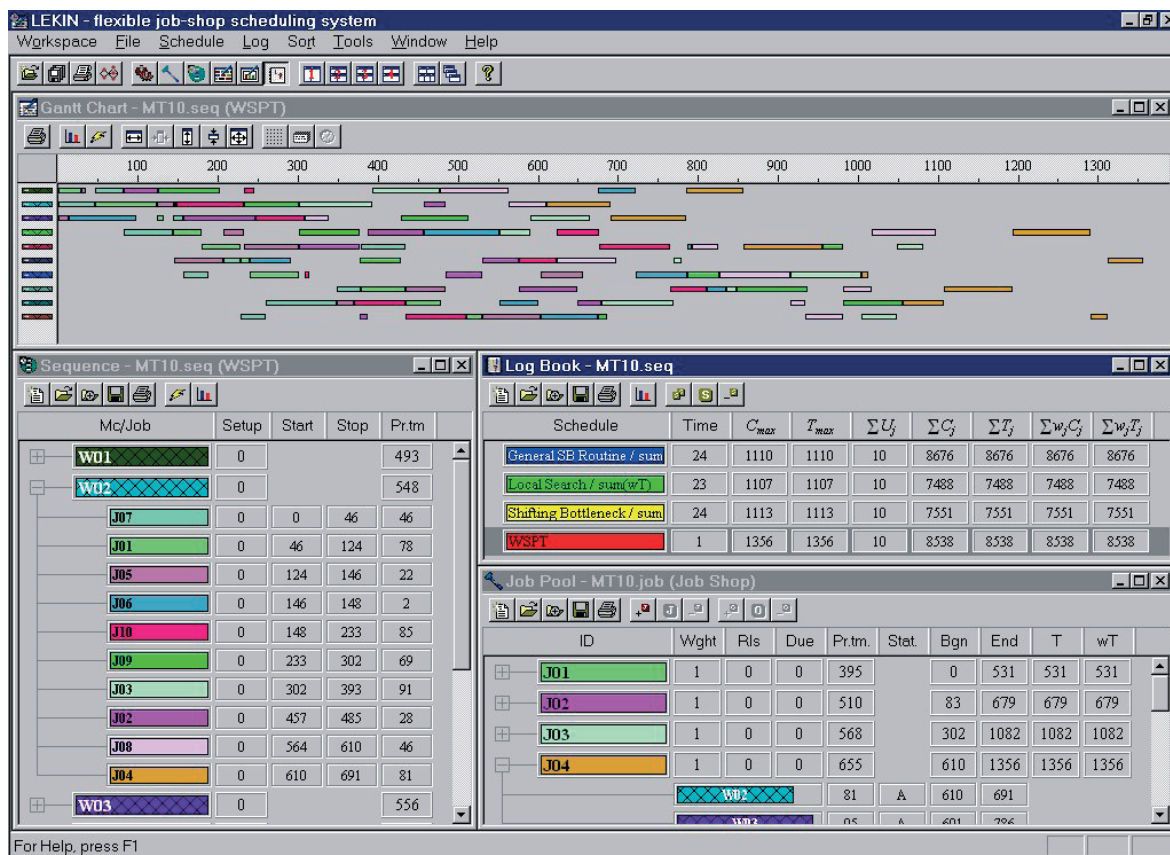 LEKIN - flexible job-shop scheduling system
Workspace File Schedule Log Sort Tools Window Help
Gantt Chart - MT10.seq (WSPT)
100 200 300 400 500 600 700 800 900 1000 1100 1200 1300
Sequence - MT10.seq (WSPT)
Mc/Job Setup Start Stop Pr.tm
W01 0 493
W02 0 548
J07 0 0 46 46
J01 0 46 124 78
J05 0 124 146 22
J06 0 146 148 2
J10 0 148 233 85
J09 0 233 302 69
J03 0 302 393 91
J02 0 457 485 28
J08 0 564 610 46
J04 0 610 691 81
W03 0 556
Log Book - MT10.seq
Schedule Time C_max T_max ΣU_j ΣC_j ΣT_j Σw_jC_j Σw_jT_j
General SB Routine / sum 24 1110 1110 10 8676 8676 8676 8676
Local Search / sum(wT) 23 1107 1107 10 7488 7488 7488 7488
Shifting Bottleneck / sum 24 1113 1113 10 7551 7551 7551 7551
WSPT 1 1356 1356 10 8538 8538 8538 8538
Job Pool - MT10.job (Job Shop)
ID Wght Rls Due Pr.tm. Stat. Bgn End T wT
J01 1 0 0 395 0 531 531 531
J02 1 0 0 510 83 679 679 679
J03 1 0 0 568 302 1082 1082 1082
J04 1 0 0 655 610 1356 1356 1356
W02 81 A 610 691
W03 A
For Help, press F1